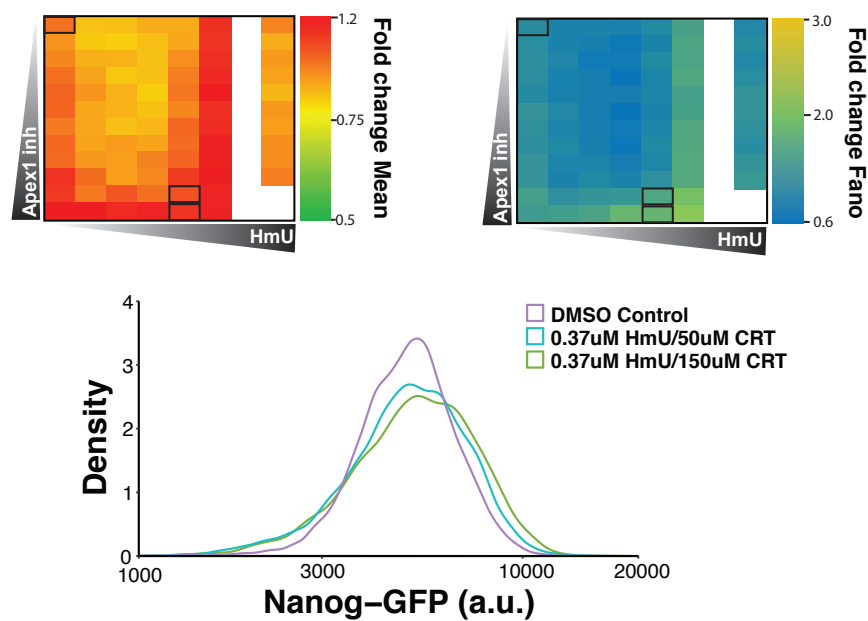 1.2
-0.75
0.5
Fold change Mean
Apex1 inh
HmU
3.0
-2.0
0.6
Fold change Fano
Apex1 inh
HmU
DMSO Control
0.37uM HmU/50uM CRT
0.37uM HmU/150uM CRT
4
3
2
1
0
Density
1000
3000
10000
20000
Nanog–GFP (a.u.)